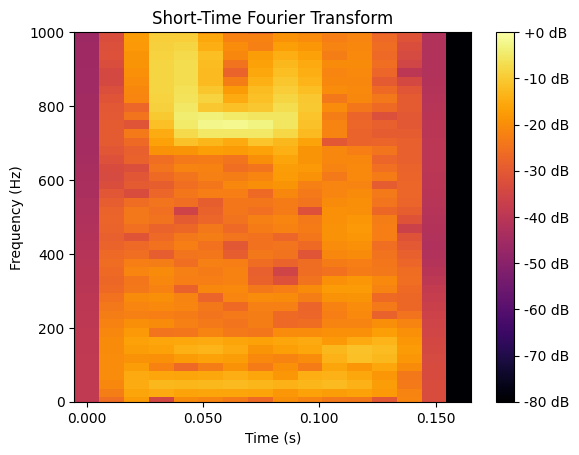 Short-Time Fourier Transform
1000
800
600
400
200
0
Frequency (Hz)
0.000
0.050
0.100
0.150
Time (s)
+0 dB
-10 dB
-20 dB
-30 dB
-40 dB
-50 dB
-60 dB
-70 dB
-80 dB